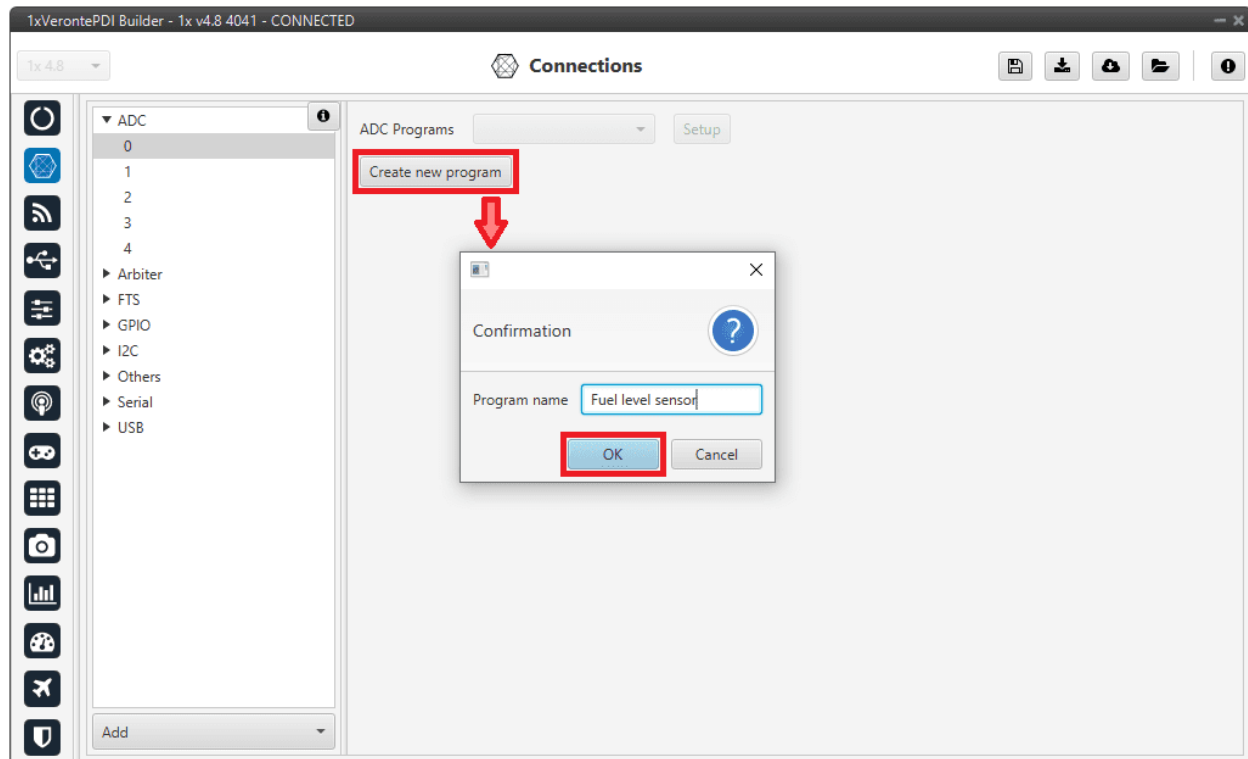 1xVerontePDI Builder - 1x v4.8 4041 - CONNECTED
1x 4.8
Connections
ADC
0
1
2
3
4
Arbiter
FTS
GPIO
I2C
Others
Serial
USB
Add
ADC Programs
Setup
Create new program
Confirmation
?
Program name
Fuel level sensor
OK
Cancel